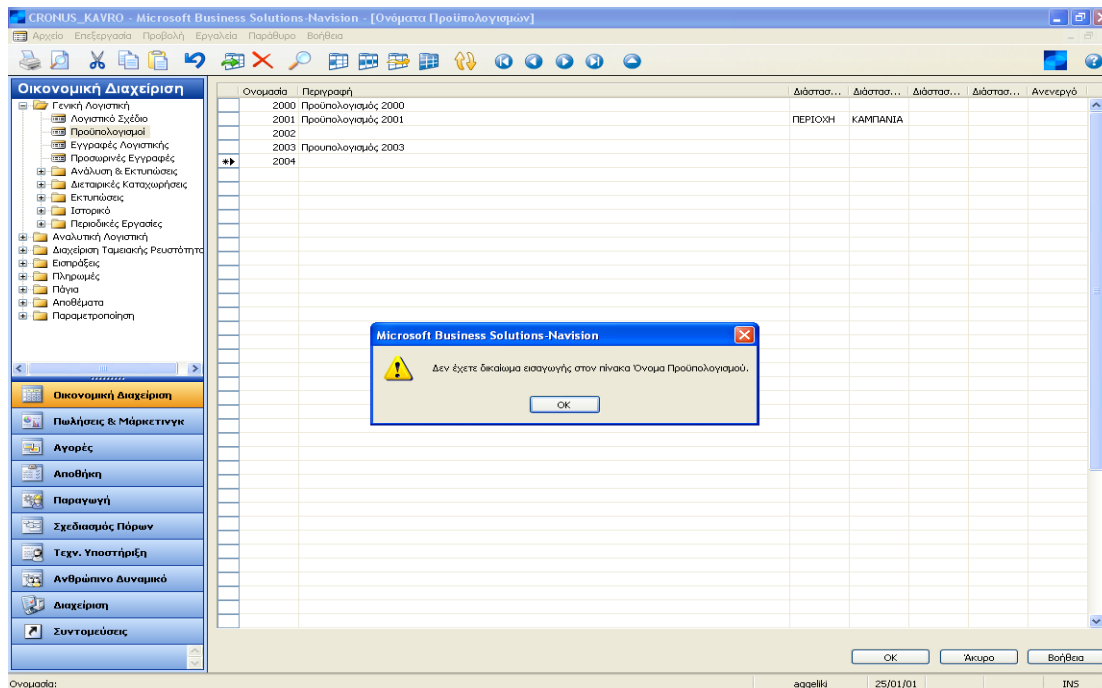 CRONUS_KAVRO - Microsoft Business Solutions-Navision - [Ονόματα Προϋπολογισμών]
Αρχείο Επεξεργασία Προβολή Εργαλεία Παράθυρο Βοήθεια
Οικονομική Διαχείριση
Γενική Λογιστική
Λογιστικό Σχέδιο
Προϋπολογισμοί
Εγγραφές Λογιστικής
Προσωρινές Εγγραφές
Ανάλυση & Εκτυπώσεις
Διεταιρικές Καταχωρήσεις
Εκτυπώσεις
Ιστορικό
Περιοδικές Εργασίες
Αναλυτική Λογιστική
Διαχείριση Ταμειακής Ρευστότητο
Εισπράξεις
Πληρωμές
Πάγια
Αποθέματα
Παραμετροποίηση
Οικονομική Διαχείριση
Πωλήσεις & Μάρκετινγκ
Αγορές
Αποθήκη
Παραγωγή
Σχεδιασμός Πόρων
Τεχν. Υποστήριξη
Ανθρώπινο Δυναμικό
Διαχείριση
Συντομεύσεις
Ονομασία Περιγραφή Διάστασ... Διάστασ... Διάστασ... Διάστασ... Ανενεργό
2000 Προϋπολογισμός 2000
2001 Προϋπολογισμός 2001 ΠΕΡΙΟΧΗ ΚΑΜΠΑΝΙΑ
2002
2003 Προυπολογισμός 2003
2004
Microsoft Business Solutions-Navision
Δεν έχετε δικαίωμα εισαγωγής στον πίνακα Όνομα Προϋπολογισμού.
OK
OK Άκυρο Βοήθεια
Ονομασία: aggeliki 25/01/01 INS